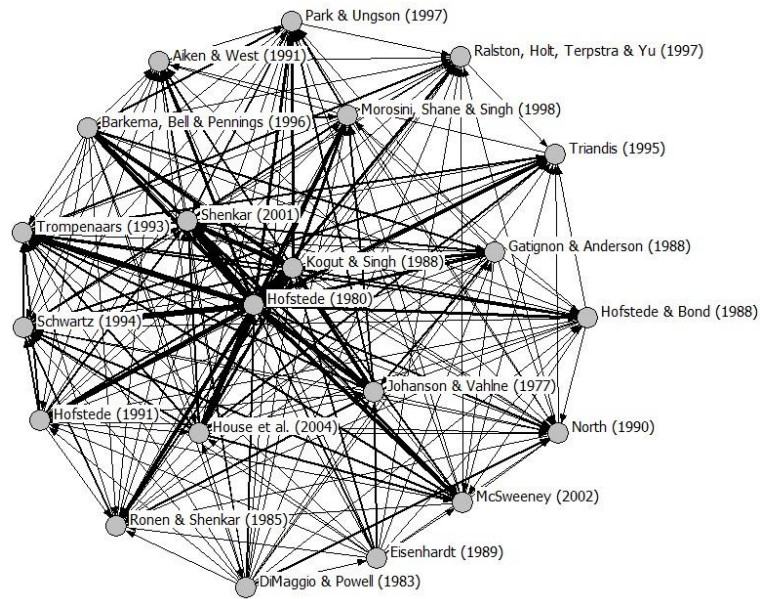 Park & Ungson (1997)
Aiken & West (1991)
Ralston, Holt, Terpstra & Yu (1997)
Morosini, Shane & Singh (1998)
Barkema, Bell & Pennings (1996)
Triandis (1995)
Shenkar (2001)
Trompenaars (1993)
Gatignon & Anderson (1988)
Kogut & Singh (1988)
Hofstede (1980)
Hofstede & Bond (1988)
Schwartz (1994)
Johanson & Vahlne (1977)
Hofstede (1991)
House et al. (2004)
North (1990)
McSweeney (2002)
Ronen & Shenkar (1985)
Eisenhardt (1989)
DiMaggio & Powell (1983)